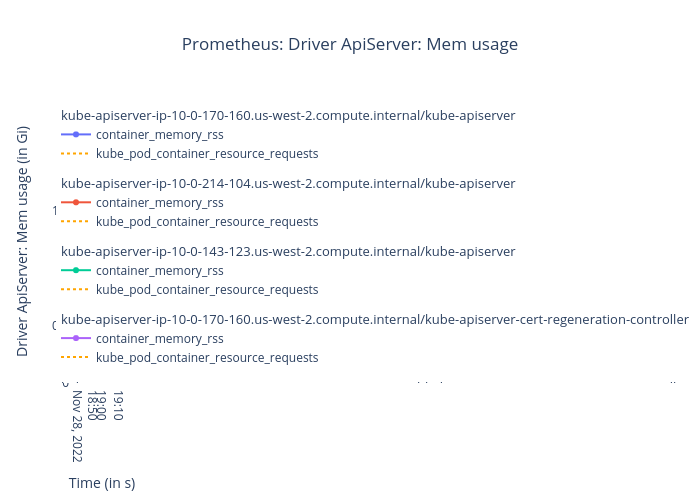 Prometheus: Driver ApiServer: Mem usage
kube-apiserver-ip-10-0-170-160.us-west-2.compute.internal/kube-apiserver
container_memory_rss
kube_pod_container_resource_requests
kube-apiserver-ip-10-0-214-104.us-west-2.compute.internal/kube-apiserver
container_memory_rss
kube_pod_container_resource_requests
kube-apiserver-ip-10-0-143-123.us-west-2.compute.internal/kube-apiserver
container_memory_rss
kube_pod_container_resource_requests
kube-apiserver-ip-10-0-170-160.us-west-2.compute.internal/kube-apiserver-cert-regeneration-controller
container_memory_rss
kube_pod_container_resource_requests
1
0
Driver ApiServer: Mem usage (in Gi)
18:50
Nov 28, 2022
19:00
19:10
Time (in s)